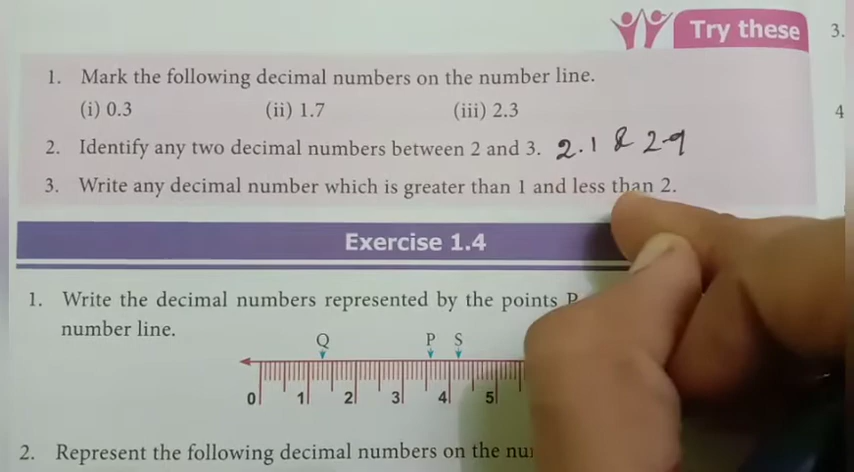 Try these
3.
1. Mark the following decimal numbers on the number line.
(i) 0.3 (ii) 1.7 (iii) 2.3
4
2. Identify any two decimal numbers between 2 and 3. 2.1 & 2.9
3. Write any decimal number which is greater than 1 and less than 2.
Exercise 1.4
1. Write the decimal numbers represented by the points P
number line.
Q P S
0 1 2 3 4 5
2. Represent the following decimal numbers on the